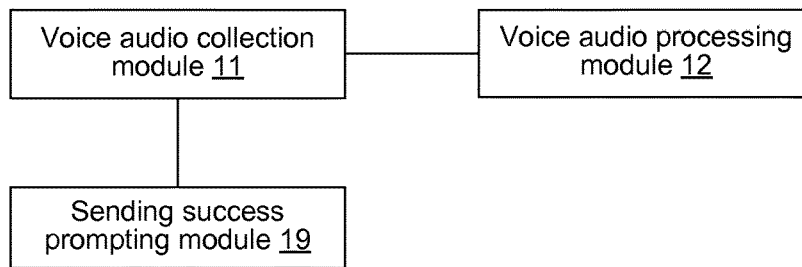 Voice audio collection
module 11
Voice audio processing
module 12
Sending success
prompting module 19